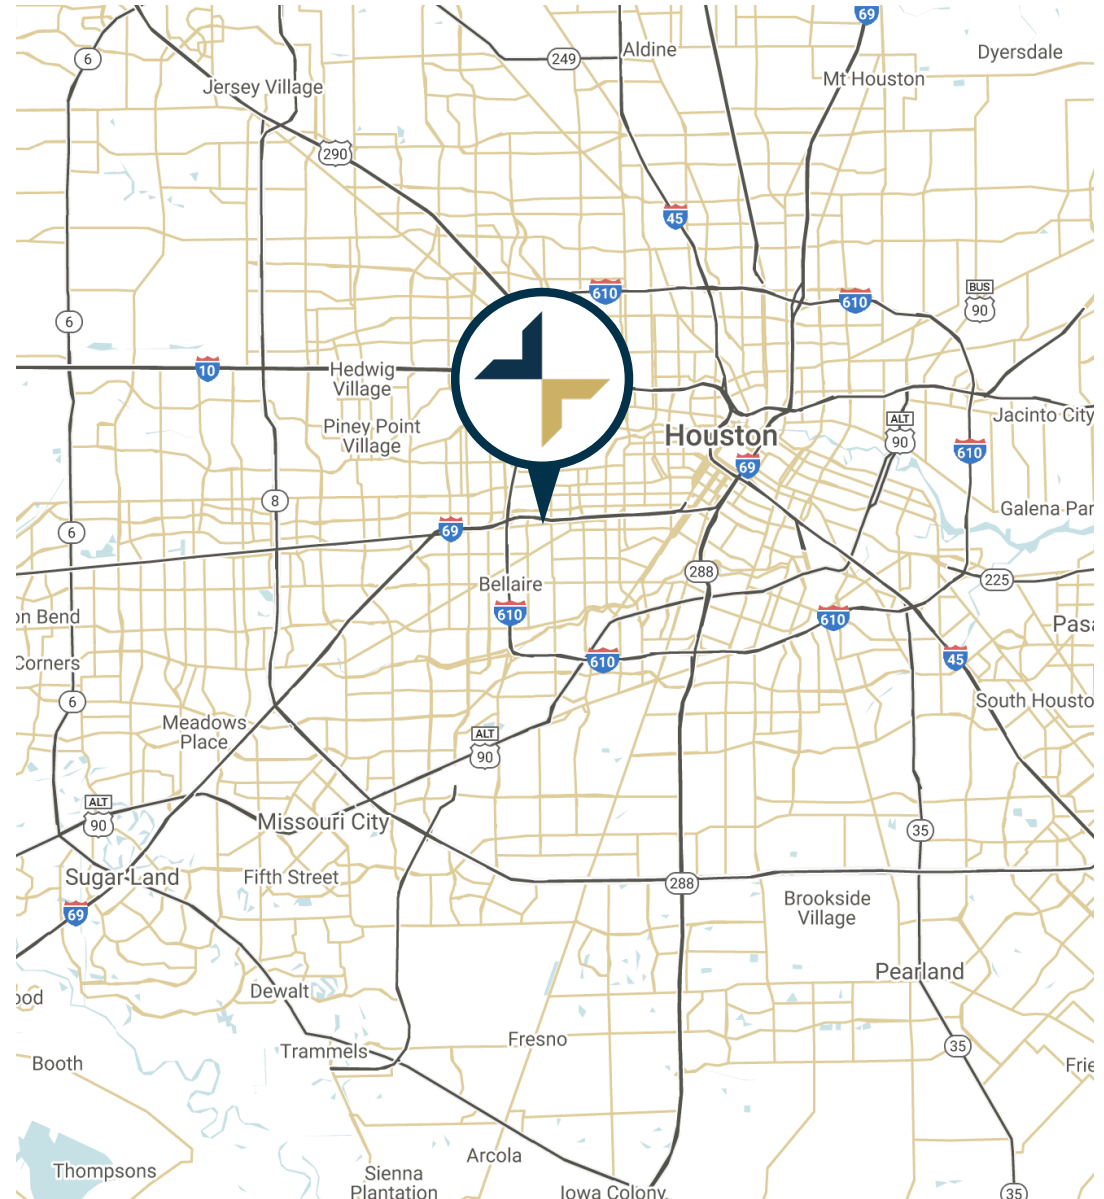 69
6
249
Aldine
Dyersdale
Mt Houston
Jersey Village
290
45
610
610
BUS
90
6
10
Hedwig
Village
Jacinto City
ALT
90
Piney Point
Village
Houston
610
69
8
Galena Par
6
69
288
Bellaire
225
610
610
on Bend
Pasa
Corners
610
45
6
South Housto
Meadows
Place
ALT
90
ALT
90
Missouri City
35
Sugar Land
Fifth Street
288
69
Brookside
Village
Pearland
ood
Dewalt
Fresno
35
Trammels
Booth
Frie
Arcola
Thompsons
Sienna
Plantation
Iowa Colony
35